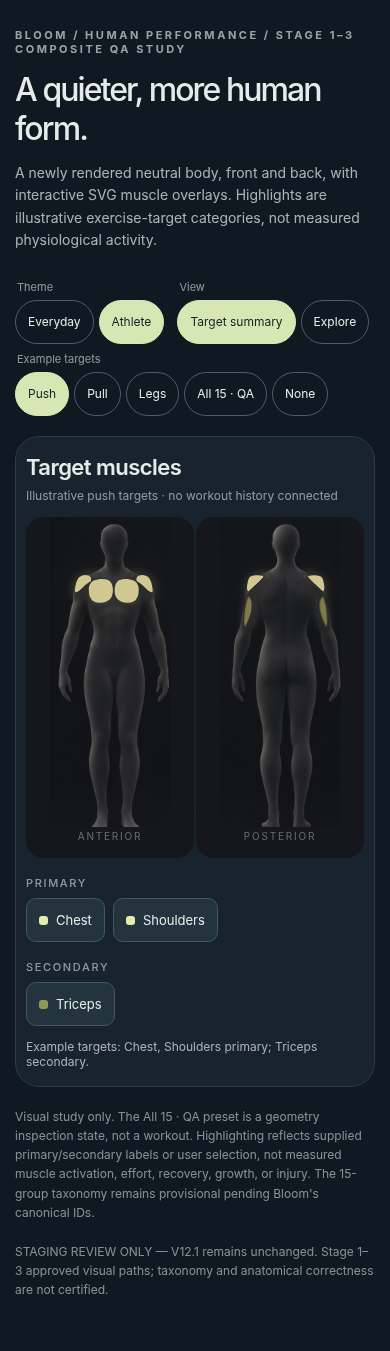 BLOOM / HUMAN PERFORMANCE / STAGE 1–3
COMPOSITE QA STUDY
A quieter, more human
form.
A newly rendered neutral body, front and back, with
interactive SVG muscle overlays. Highlights are
illustrative exercise-target categories, not measured
physiological activity.
Theme
View
Everyday
Athlete
Target summary
Explore
Example targets
Push
Pull
Legs
All 15 · QA
None
Target muscles
Illustrative push targets · no workout history connected
ANTERIOR
POSTERIOR
PRIMARY
Chest
Shoulders
SECONDARY
Triceps
Example targets: Chest, Shoulders primary; Triceps
secondary.
Visual study only. The All 15 · QA preset is a geometry
inspection state, not a workout. Highlighting reflects supplied
primary/secondary labels or user selection, not measured
muscle activation, effort, recovery, growth, or injury. The 15-
group taxonomy remains provisional pending Bloom's
canonical IDs.
STAGING REVIEW ONLY — V12.1 remains unchanged. Stage 1–
3 approved visual paths; taxonomy and anatomical correctness
are not certified.